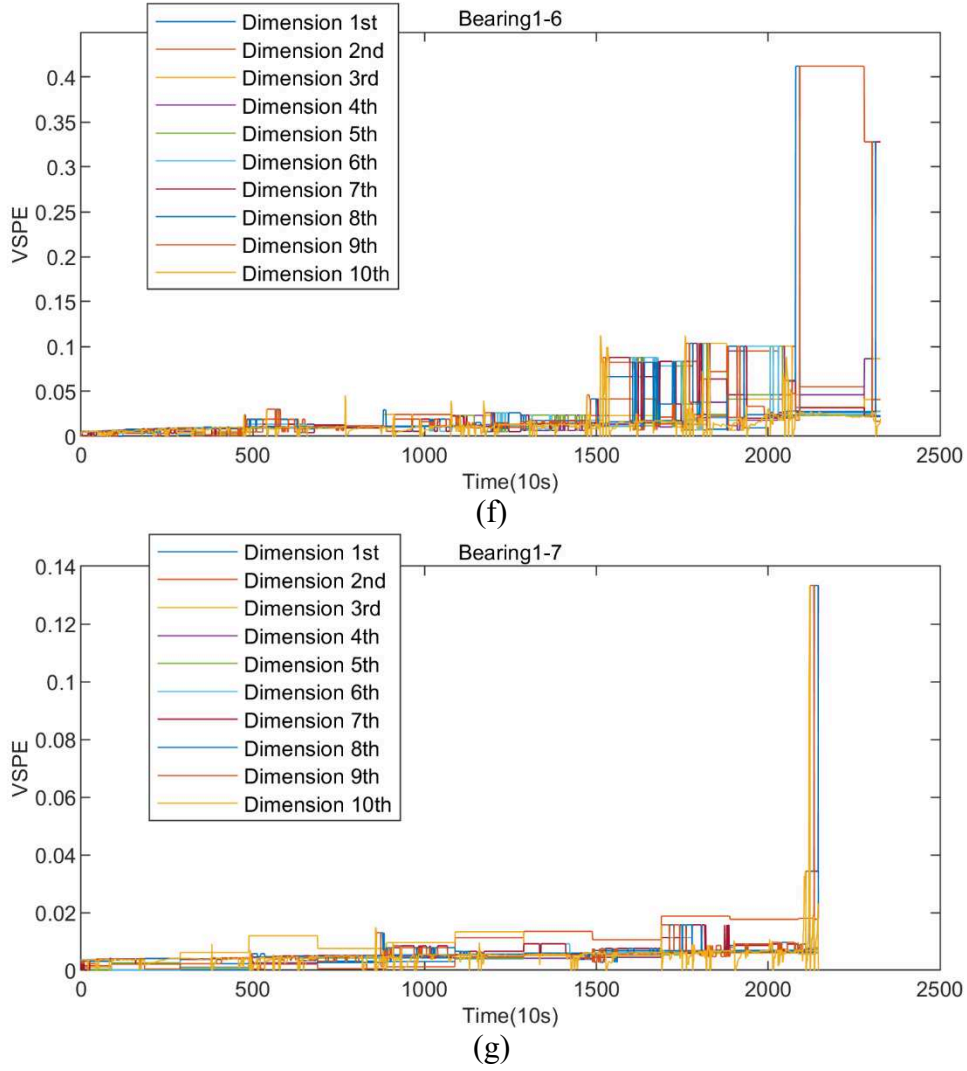 Bearing1-6
Dimension 1st
Dimension 2nd
Dimension 3rd
Dimension 4th
Dimension 5th
Dimension 6th
Dimension 7th
Dimension 8th
Dimension 9th
Dimension 10th
VSPE
0.4
0.35
0.3
0.25
0.2
0.15
0.1
0.05
0
0 500 1000 1500 2000 2500
Time(10s)
(f)
Bearing1-7
Dimension 1st
Dimension 2nd
Dimension 3rd
Dimension 4th
Dimension 5th
Dimension 6th
Dimension 7th
Dimension 8th
Dimension 9th
Dimension 10th
VSPE
0.14
0.12
0.1
0.08
0.06
0.04
0.02
0
0 500 1000 1500 2000 2500
Time(10s)
(g)